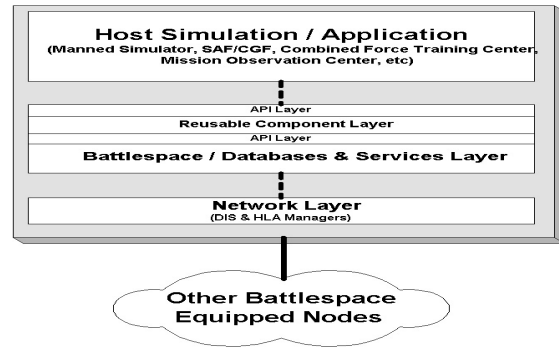 Host Simulation / Application
(Manned Simulator, SAF/CGF, Combined Force Training Center,
Mission Observation Center, etc)
API Layer
Reusable Component Layer
API Layer
Battlespace / Databases & Services Layer
Network Layer
(DIS & HLA Managers)
Other Battlespace
Equipped Nodes